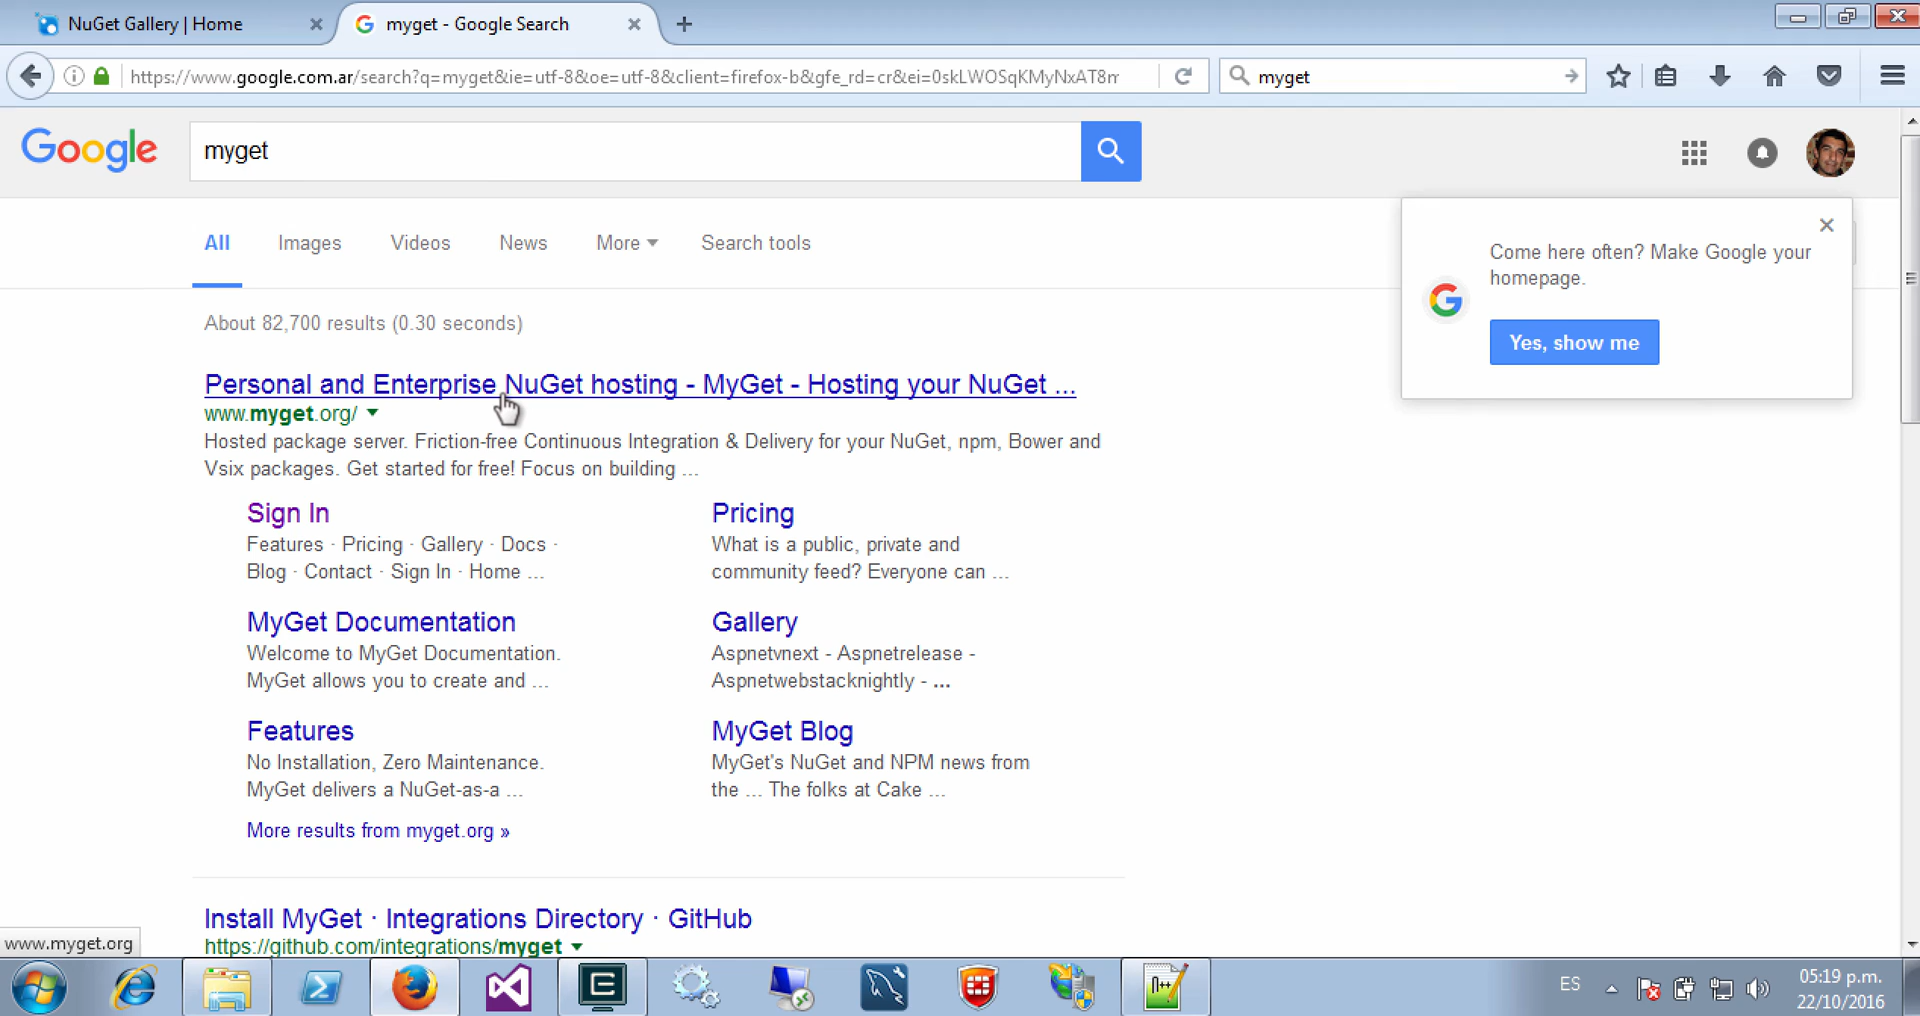 NuGet Gallery | Home
myget - Google Search
https://www.google.com.ar/search?q=myget&ie=utf-8&oe=utf-8&client=firefox-b&gfe_rd=cr&ei=0skLWOSqKMyNxAT8m
myget
Google
myget
All
Images
Videos
News
More
Search tools
Come here often? Make Google your
homepage.
Yes, show me
About 82,700 results (0.30 seconds)
Personal and Enterprise NuGet hosting - MyGet - Hosting your NuGet ...
www.myget.org/
Hosted package server. Friction-free Continuous Integration & Delivery for your NuGet, npm, Bower and
Vsix packages. Get started for free! Focus on building ...
Sign In
Features · Pricing · Gallery · Docs ·
Blog · Contact · Sign In · Home ...
Pricing
What is a public, private and
community feed? Everyone can ...
MyGet Documentation
Welcome to MyGet Documentation.
MyGet allows you to create and ...
Gallery
Aspnetvnext - Aspnetrelease -
Aspnetwebstacknightly - ...
Features
No Installation, Zero Maintenance.
MyGet delivers a NuGet-as-a ...
MyGet Blog
MyGet's NuGet and NPM news from
the ... The folks at Cake ...
More results from myget.org »
Install MyGet · Integrations Directory · GitHub
https://github.com/integrations/myget
www.myget.org
ES
05:19 p.m.
22/10/2016